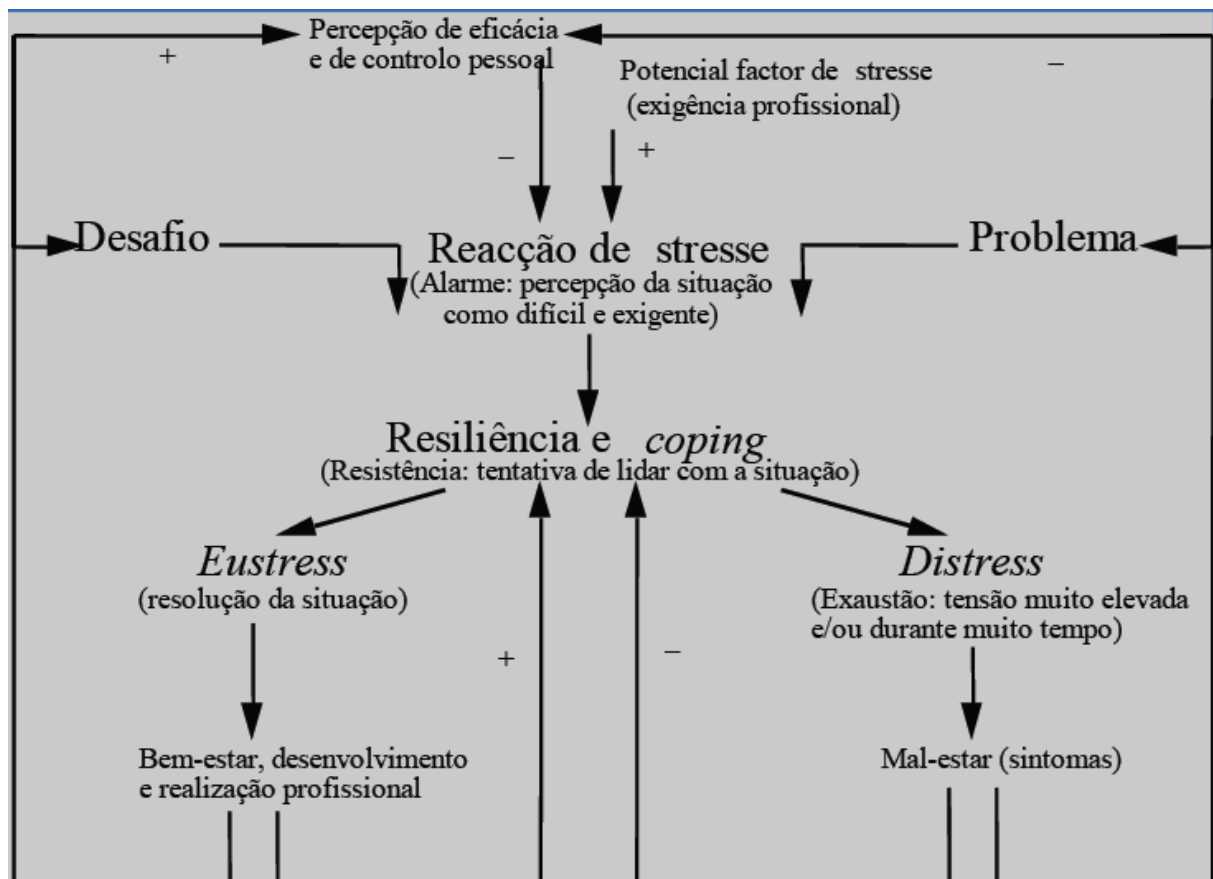 Percepção de eficácia
e de controlo pessoal
+
–
Potencial factor de stresse
(exigência profissional)
–
+
Desafio
Reacção de stresse
Problema
(Alarme: percepção da situação
como difícil e exigente)
Resiliência e coping
(Resistência: tentativa de lidar com a situação)
Eustress
(resolução da situação)
Distress
(Exaustão: tensão muito elevada
e/ou durante muito tempo)
+
–
Bem-estar, desenvolvimento
e realização profissional
Mal-estar (sintomas)